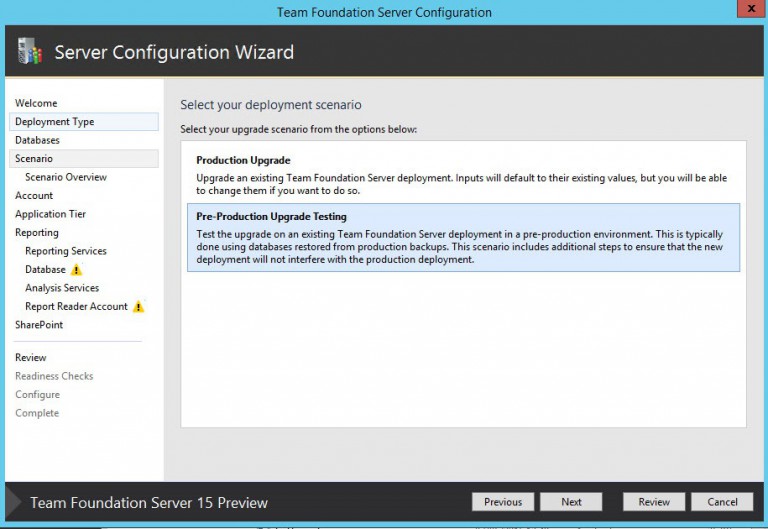 Team Foundation Server Configuration
x
Server Configuration Wizard
Welcome
Deployment Type
Databases
Scenario
Scenario Overview
Account
Application Tier
Reporting
Reporting Services
Database
Analysis Services
Report Reader Account
SharePoint
Review
Readiness Checks
Configure
Complete
Select your deployment scenario
Select your upgrade scenario from the options below:
Production Upgrade
Upgrade an existing Team Foundation Server deployment. Inputs will default to their existing values, but you will be able
to change them if you want to do so.
Pre-Production Upgrade Testing
Test the upgrade on an existing Team Foundation Server deployment in a pre-production environment. This is typically
done using databases restored from production backups. This scenario includes additional steps to ensure that the new
deployment will not interfere with the production deployment.
Team Foundation Server 15 Preview
Previous
Next
Review
Cancel